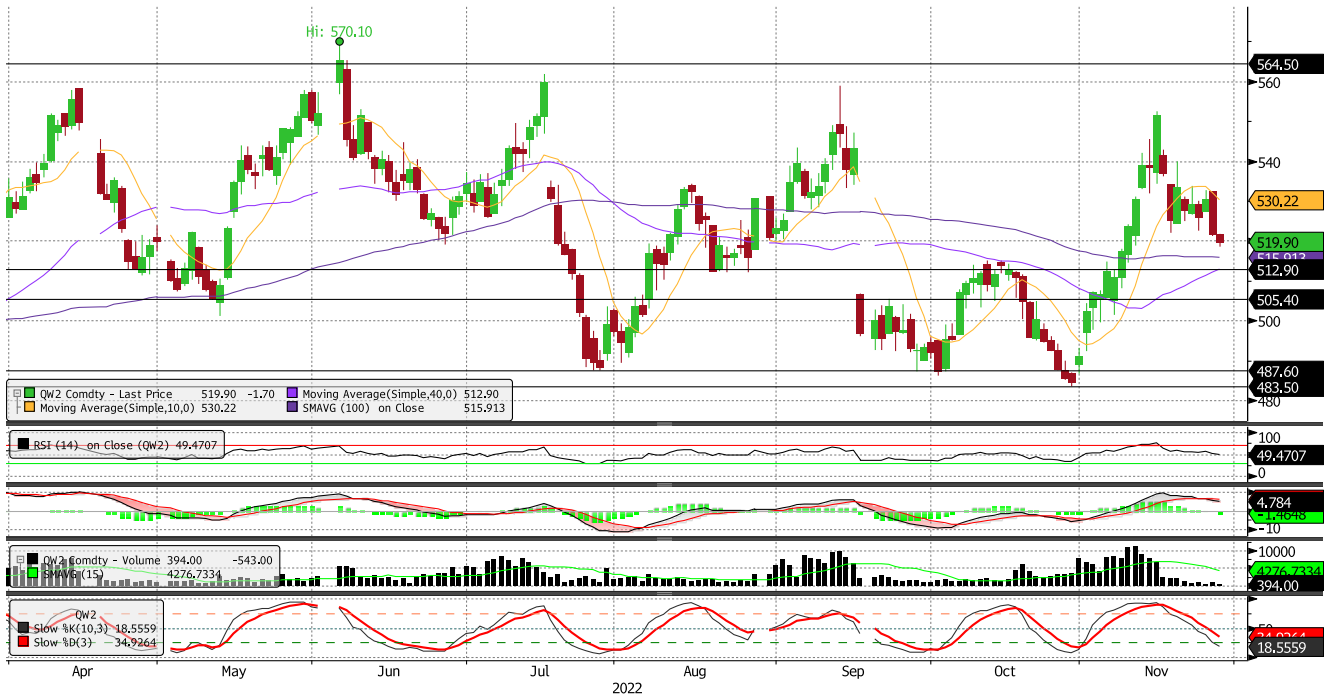 Hi: 570.10
564.50
560
540
530.22
519.90
515.913
512.90
505.40
500
487.60
483.50
480
QW2 Comdty - Last Price 519.90 -1.70 Moving Average(Simple,40,0) 512.90
Moving Average(Simple,10,0) 530.22 SMAVG (100) on Close 515.913
RSI (14) on Close (QW2) 49.4707
100
49.4707
0
4.784
-1.4648
-10
QW2 Comdty - Volume 394.00 -543.00
SMAVG (15) 4276.7334
10000
4276.7334
394.00
QW2
Slow %K(10,3) 18.5559
Slow %D(3) 34.9264
50
34.9264
18.5559
Apr May Jun Jul Aug Sep Oct Nov
2022